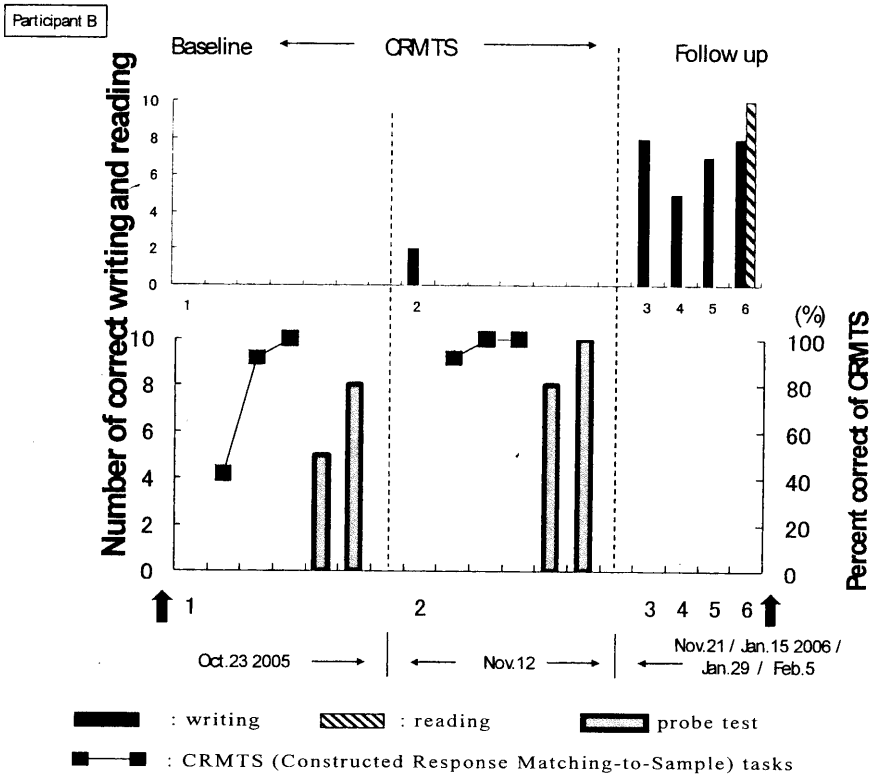 Participant B
Baseline CRMTS Follow up
Number of correct writing and reading
10
8
6
4
2
0
1 2 3 4 5 6
(%)
10 100
8 80
6 60
4 40
2 20
0 0
Percent correct of CRMTS
1 2 3 4 5 6
Oct.23 2005 Nov.12 Nov.21 / Jan.15 2006 /
Jan.29 / Feb.5
: writing : reading probe test
: CRMTS (Constructed Response Matching-to-Sample) tasks